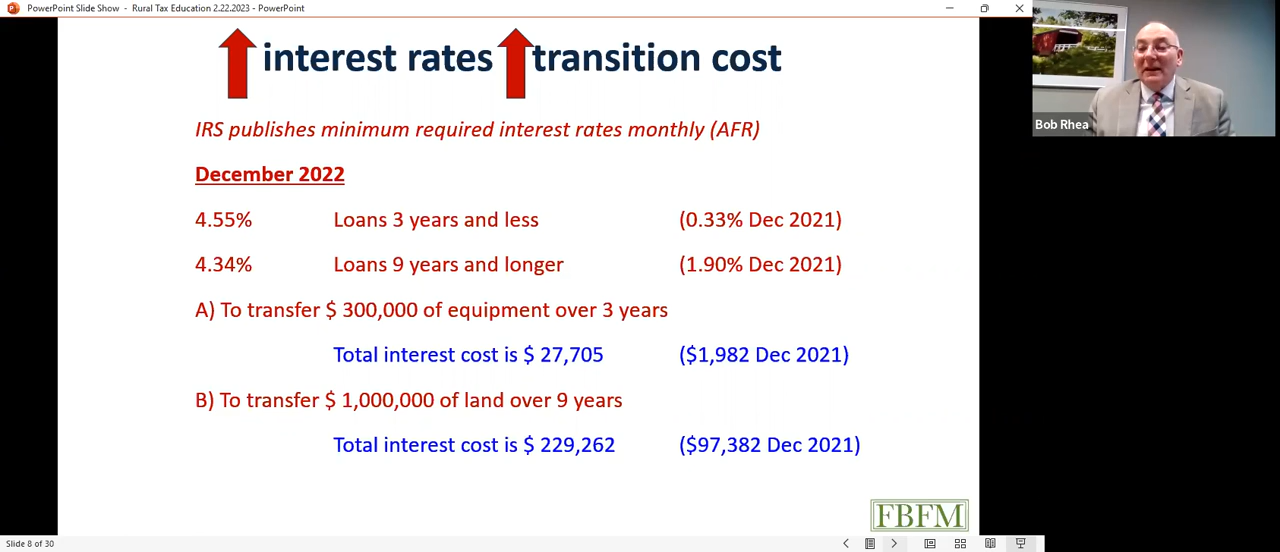 PowerPoint Slide Show - Rural Tax Education 2.22.2023 - PowerPoint
interest rates transition cost
IRS publishes minimum required interest rates monthly (AFR)
December 2022
4.55% Loans 3 years and less (0.33% Dec 2021)
4.34% Loans 9 years and longer (1.90% Dec 2021)
A) To transfer $ 300,000 of equipment over 3 years
Total interest cost is $ 27,705 ($1,982 Dec 2021)
B) To transfer $ 1,000,000 of land over 9 years
Total interest cost is $ 229,262 ($97,382 Dec 2021)
FBFM
Slide 8 of 30
Bob Rhea